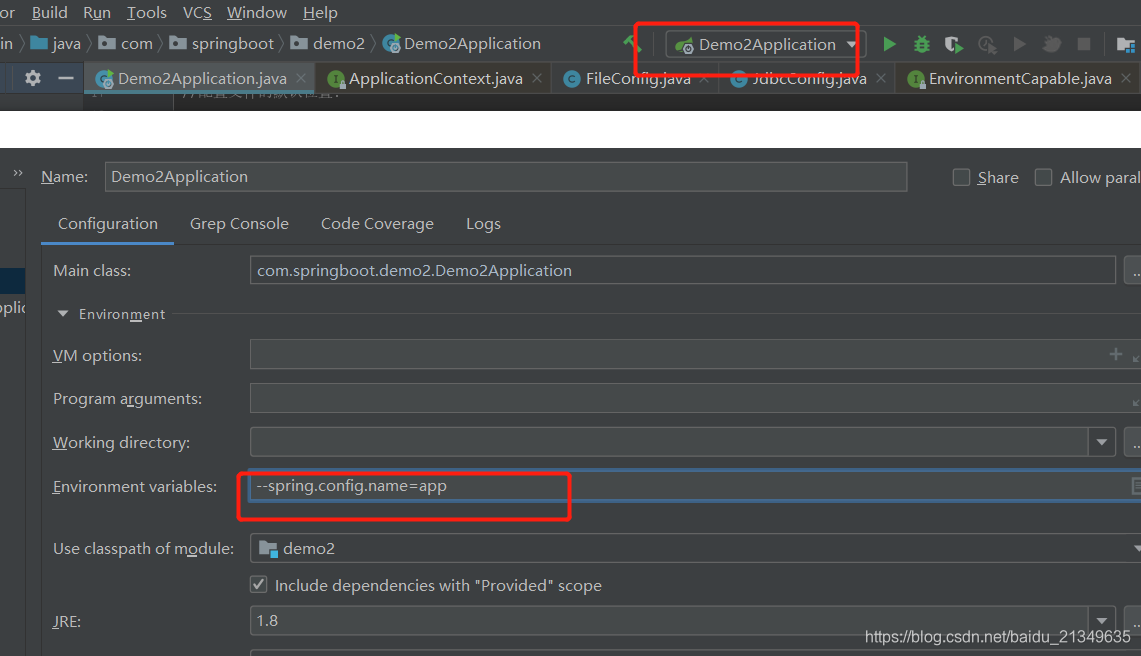 or Build Run Tools VCS Window Help
in java com springboot demo2 Demo2Application Demo2Application
Demo2Application.java ApplicationContext.java FileConfig.java JdbcConfig.java EnvironmentCapable.java
Name: Demo2Application Share Allow paral
Configuration Grep Console Code Coverage Logs
Main class: com.springboot.demo2.Demo2Application ...
Environment
pplic
VM options:
Program arguments:
Working directory:
Environment variables: --spring.config.name=app
Use classpath of module: demo2
Include dependencies with "Provided" scope
JRE: 1.8
https://blog.csdn.net/baidu_21349635